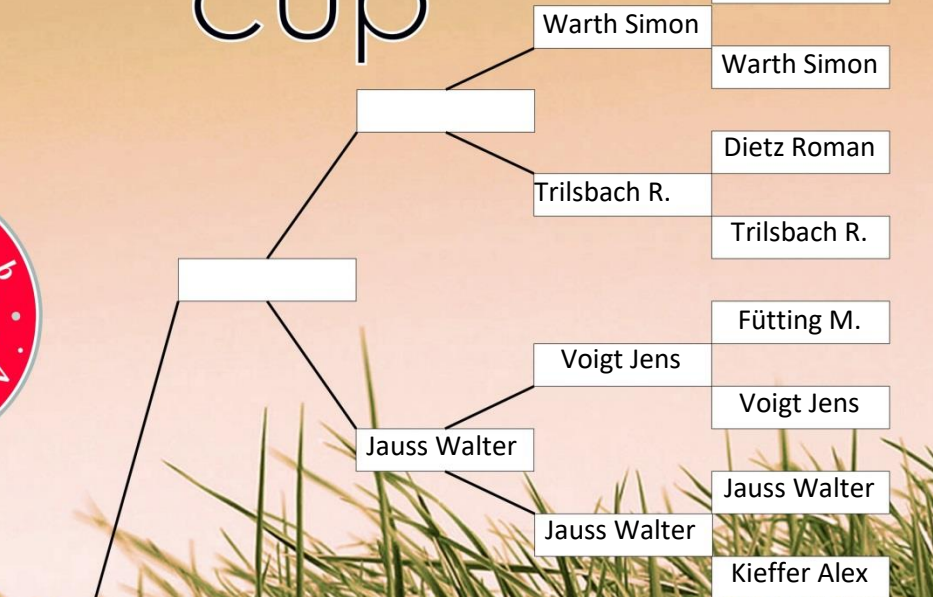 cup
Warth Simon
Warth Simon
Dietz Roman
Trilsbach R.
Trilsbach R.
Fütting M.
Voigt Jens
Voigt Jens
Jauss Walter
Jauss Walter
Jauss Walter
Kieffer Alex